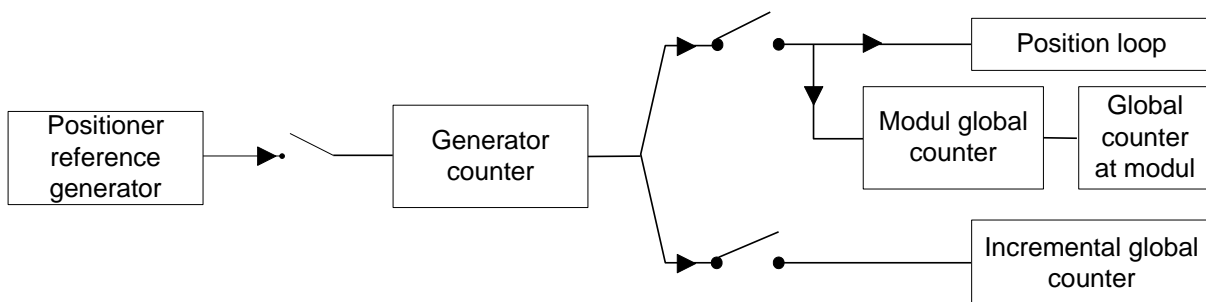 Positioner
reference
generator
Generator
counter
Position loop
Modul global
counter
Global
counter
at modul
Incremental global
counter